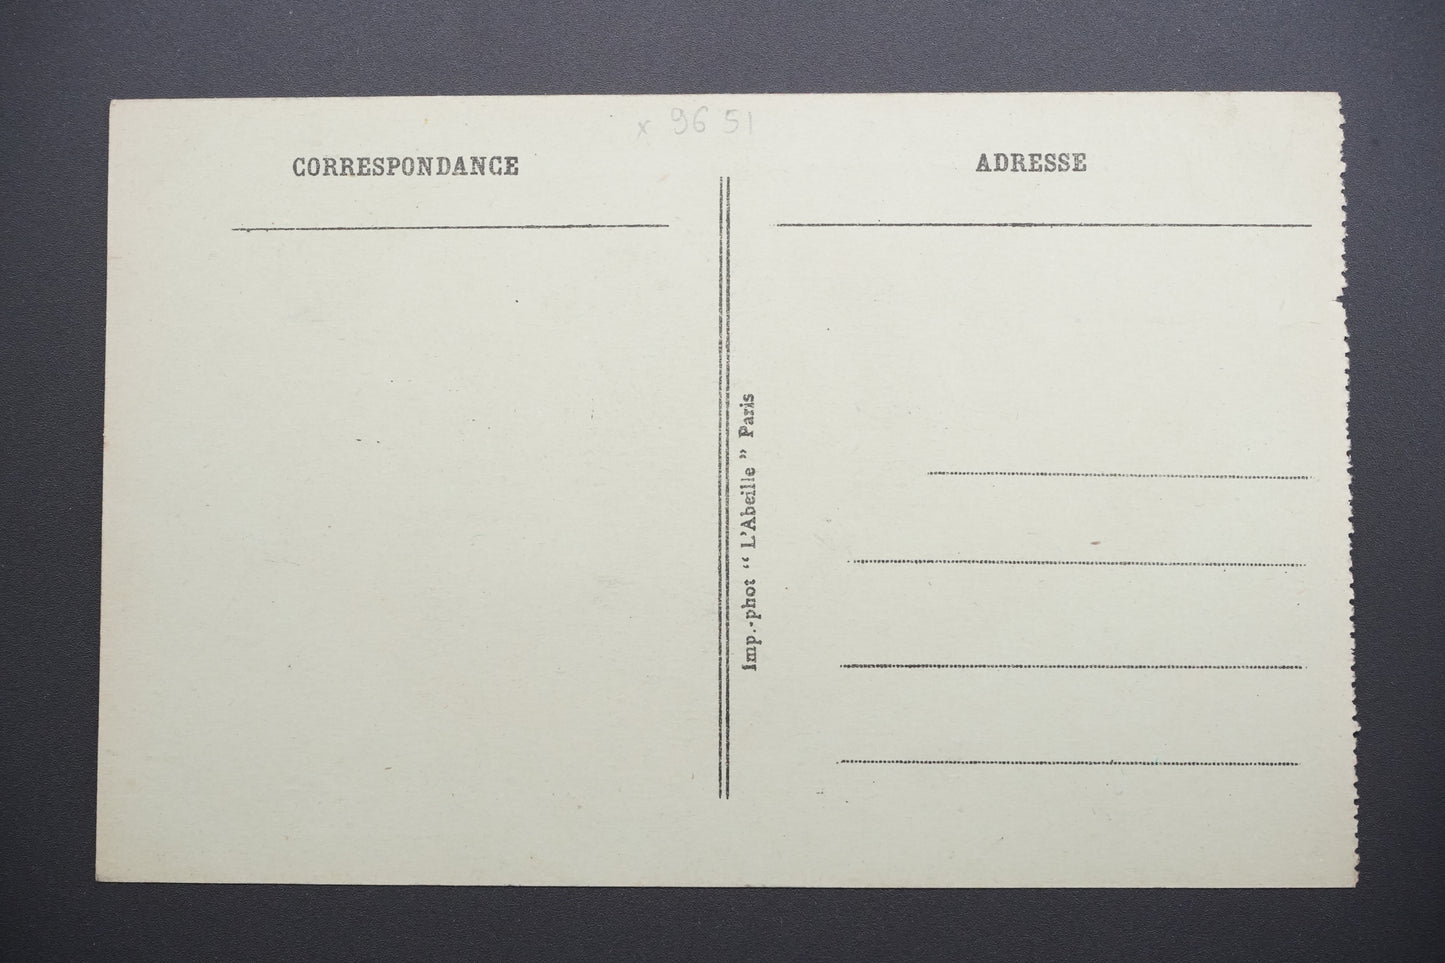 x 96 51
CORRESPONDANCE
ADRESSE
Imp.-phot “ L'Abeille ” Paris